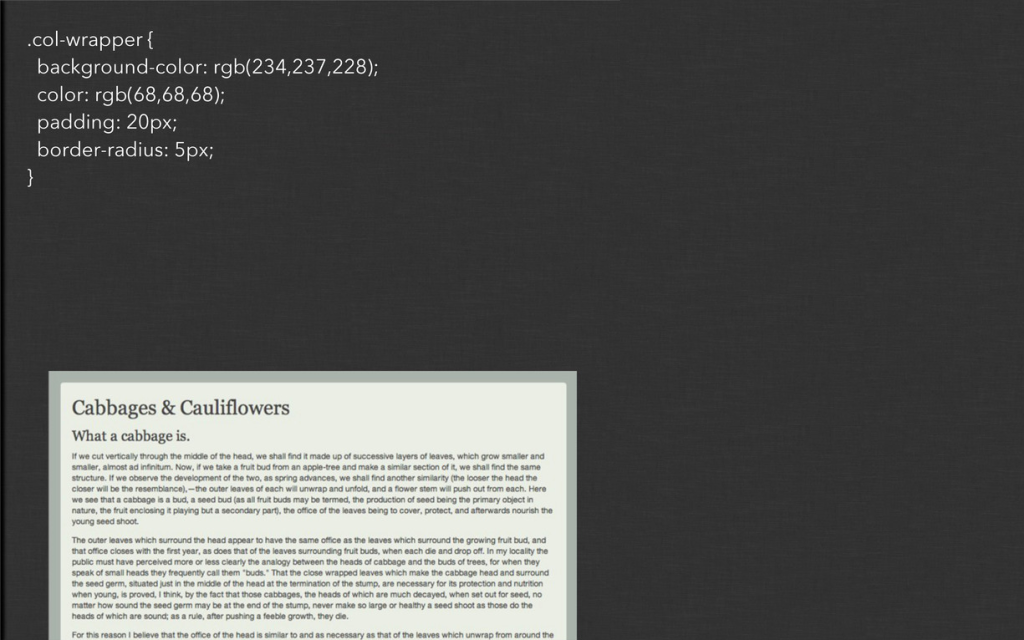 .col-wrapper {
background-color: rgb(234,237,228);
color: rgb(68,68,68);
padding: 20px;
border-radius: 5px;
}
Cabbages & Cauliflowers
What a cabbage is.
If we cut vertically through the middle of the head, we shall find it made up of successive layers of leaves, which grow smaller and
smaller, almost ad infinitum. Now, if we take a fruit bud from an apple-tree and make a similar section of it, we shall find the same
structure. If we observe the development of the two, as spring advances, we shall find another similarity (the looser the head the
closer will be the resemblance),—the outer leaves of each will unwrap and unfold, and a flower stem will push out from each. Here
we see that a cabbage is a bud, a seed bud (as all fruit buds may be termed, the production of seed being the primary object in
nature, the fruit enclosing it playing but a secondary part), the office of the leaves being to cover, protect, and afterwards nourish the
young seed shoot.
The outer leaves which surround the head appear to have the same office as the leaves which surround the growing fruit bud, and
that office closes with the first year, as does that of the leaves surrounding fruit buds, when each die and drop off. In my locality the
public must have perceived more or less clearly the analogy between the heads of cabbage and the buds of trees, for when they
speak of small heads they frequently call them "buds." That the close wrapped leaves which make the cabbage head and surround
the seed germ, situated just in the middle of the head at the termination of the stump, are necessary for its protection and nutrition
when young, is proved, I think, by the fact that those cabbages, the heads of which are much decayed, when set out for seed, no
matter how sound the seed germ may be at the end of the stump, never make so large or healthy a seed shoot as those do the
heads of which are sound; as a rule, after pushing a feeble growth, they die.
For this reason I believe that the office of the head is similar to and as necessary as that of the leaves which unwrap from around the